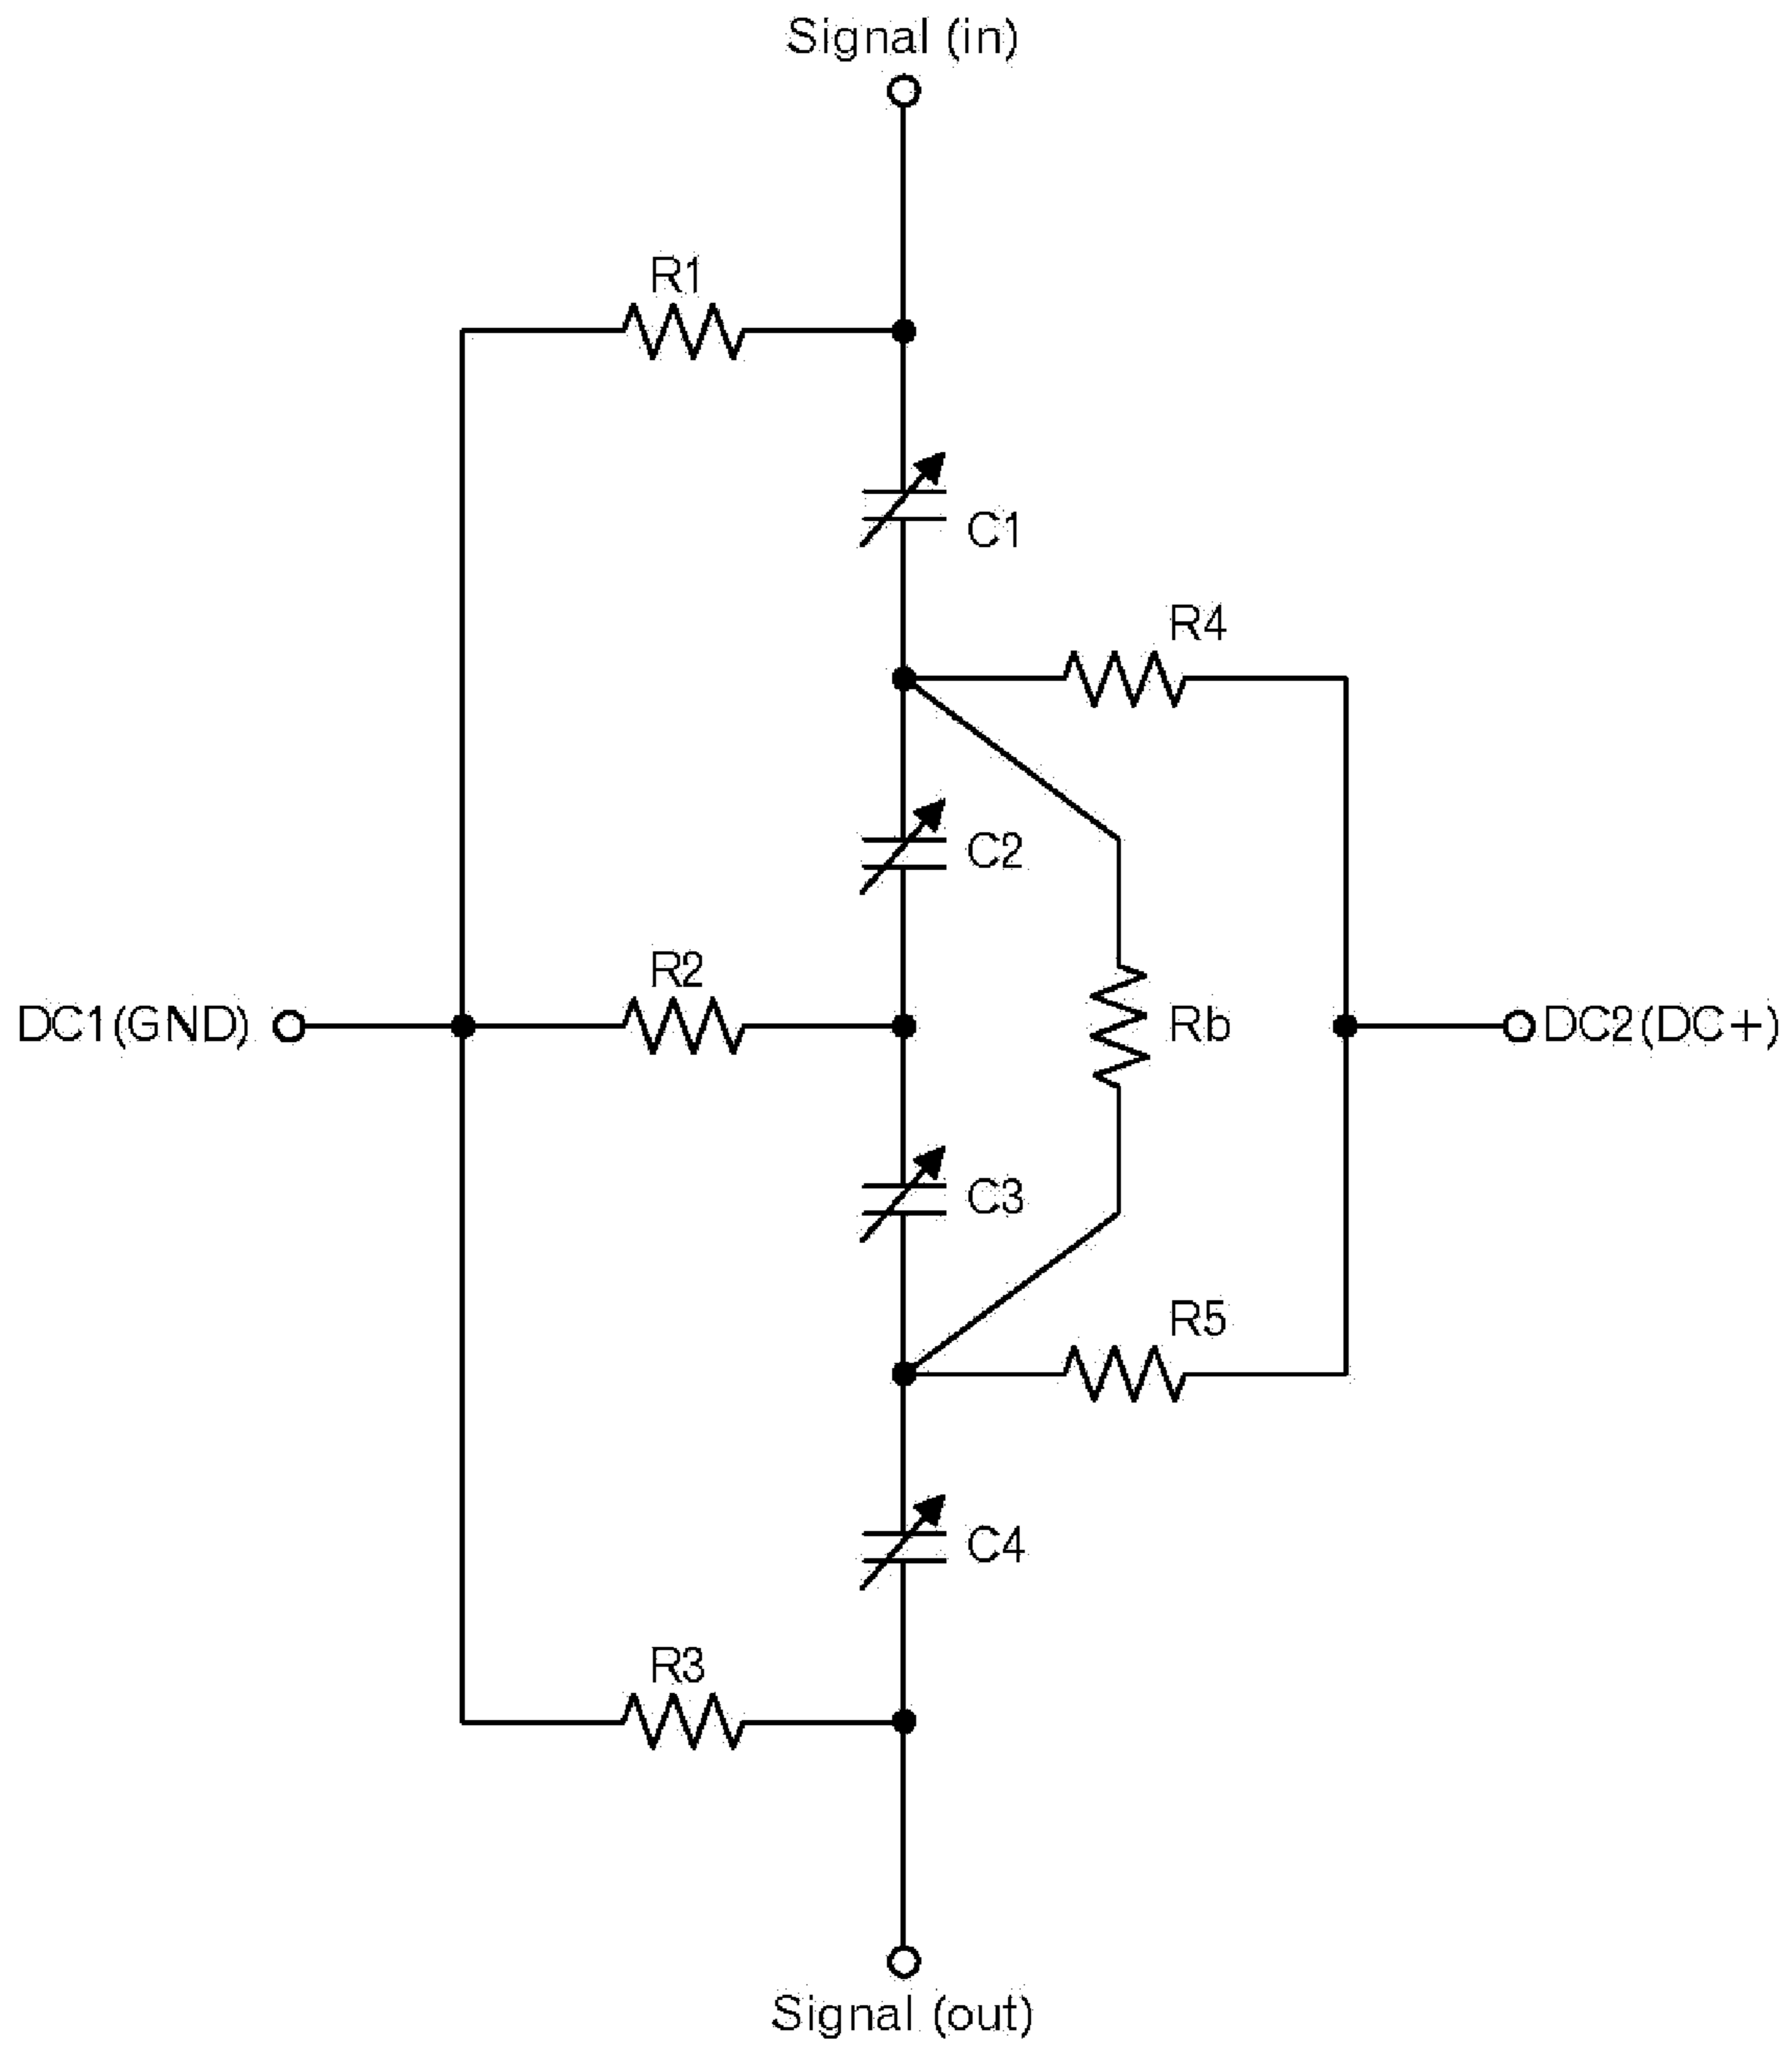 Signal (in)
R1
C1
R4
C2
R2
DC1(GND)
Rb
DC2(DC+)
C3
R5
C4
R3
Signal (out)